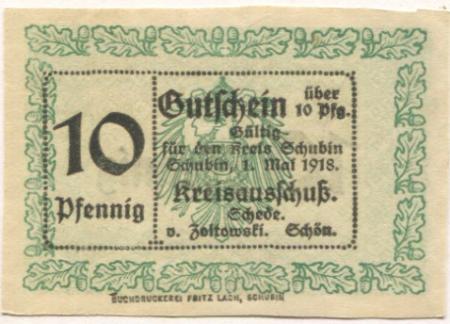 10
Pfennig
Gutschein über 10 Pfg.
Gültig
für den Kreis Schubin
Schubin, 1. Mai 1918.
Kreisausschuß.
Schede.
v. Zoltowski. Schön.
BUCHDRUCKEREI FRITZ LACH, SCHUBIN